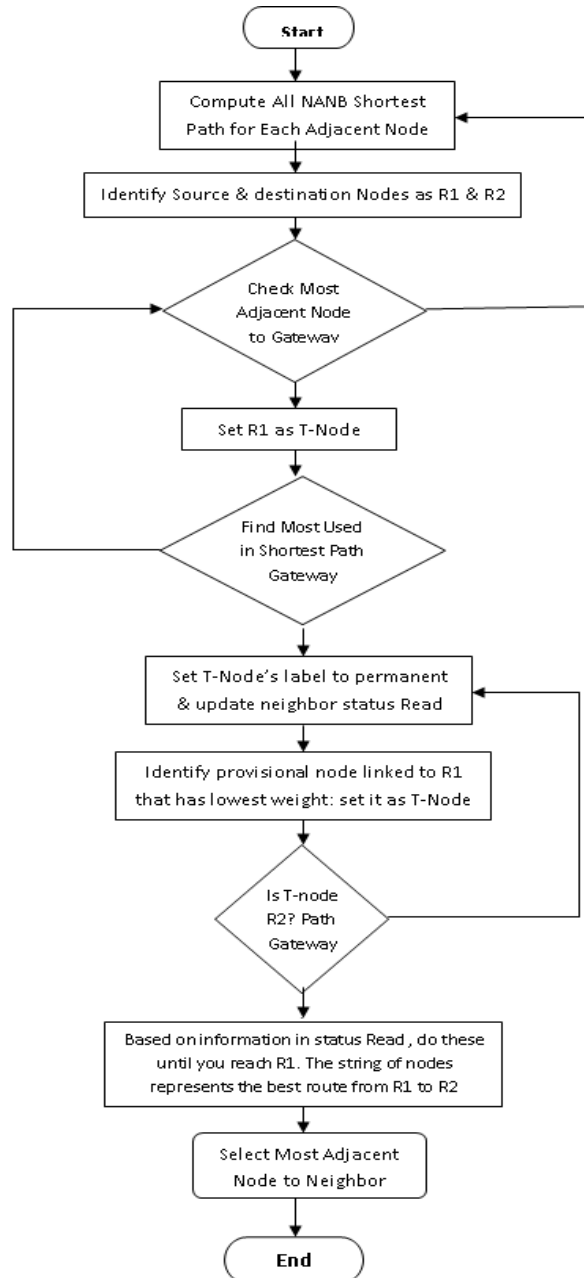 Start
Compute All NANB Shortest
Path for Each Adjacent Node
Identify Source & destination Nodes as R1 & R2
Check Most
Adjacent Node
to Gateway
Set R1 as T-Node
Find Most Used
in Shortest Path
Gateway
Set T-Node’s label to permanent
& update neighbor status Read
Identify provisional node linked to R1
that has lowest weight: set it as T-Node
Is T-node
R2? Path
Gateway
Based on information in status Read , do these
until you reach R1. The string of nodes
represents the best route from R1 to R2
Select Most Adjacent
Node to Neighbor
End